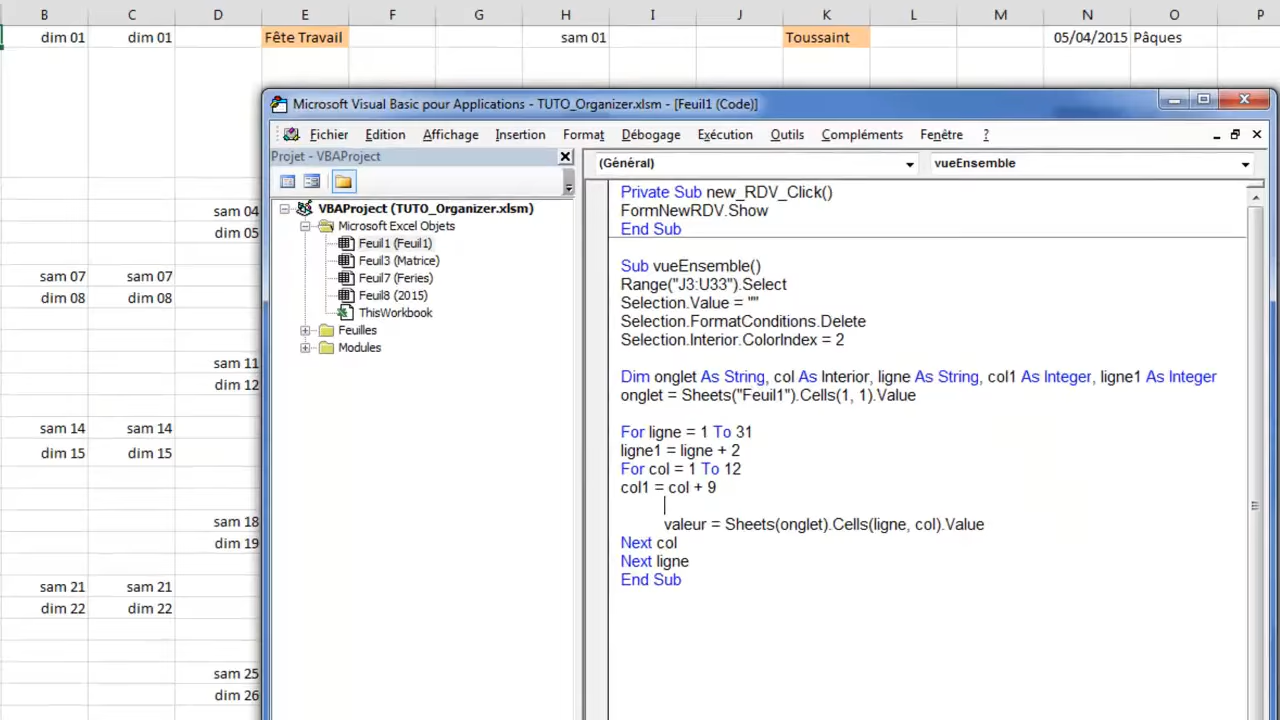 B C D E F G H I J K L M N O P
dim 01 dim 01 Fête Travail sam 01 Toussaint 05/04/2015 Pâques
Microsoft Visual Basic pour Applications - TUTO_Organizer.xlsm - [Feuil1 (Code)]
Fichier Edition Affichage Insertion Format Débogage Exécution Outils Compléments Fenêtre ?
Projet - VBAProject
(Général) vueEnsemble
VBAProject (TUTO_Organizer.xlsm)
Microsoft Excel Objets
Feuil1 (Feuil1)
Feuil3 (Matrice)
Feuil7 (Feries)
Feuil8 (2015)
ThisWorkbook
Feuilles
Modules
Private Sub new_RDV_Click()
FormNewRDV.Show
End Sub
Sub vueEnsemble()
Range("J3:U33").Select
Selection.Value = ""
Selection.FormatConditions.Delete
Selection.Interior.ColorIndex = 2
Dim onglet As String, col As Interior, ligne As String, col1 As Integer, ligne1 As Integer
onglet = Sheets("Feuil1").Cells(1, 1).Value
For ligne = 1 To 31
ligne1 = ligne + 2
For col = 1 To 12
col1 = col + 9
valeur = Sheets(onglet).Cells(ligne, col).Value
Next col
Next ligne
End Sub
sam 04
dim 05
sam 07 sam 07
dim 08 dim 08
sam 11
dim 12
sam 14 sam 14
dim 15 dim 15
sam 18
dim 19
sam 21 sam 21
dim 22 dim 22
sam 25
dim 26